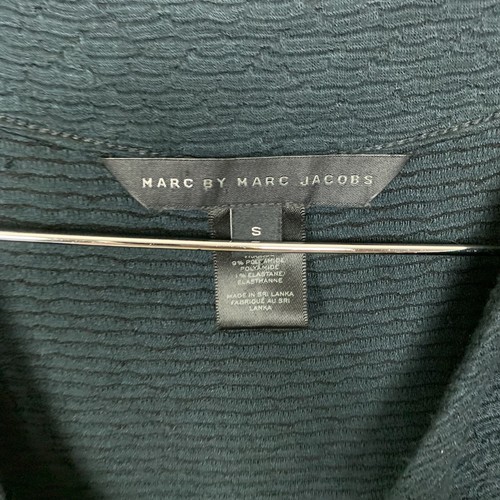 MARC BY MARC JACOBS
S
9% POLYAMIDE
POLYAMIDE
1% ELASTANE/
ELASTHANNE
MADE IN SRI LANKA
FABRIQUÉ AU SRI
LANKA